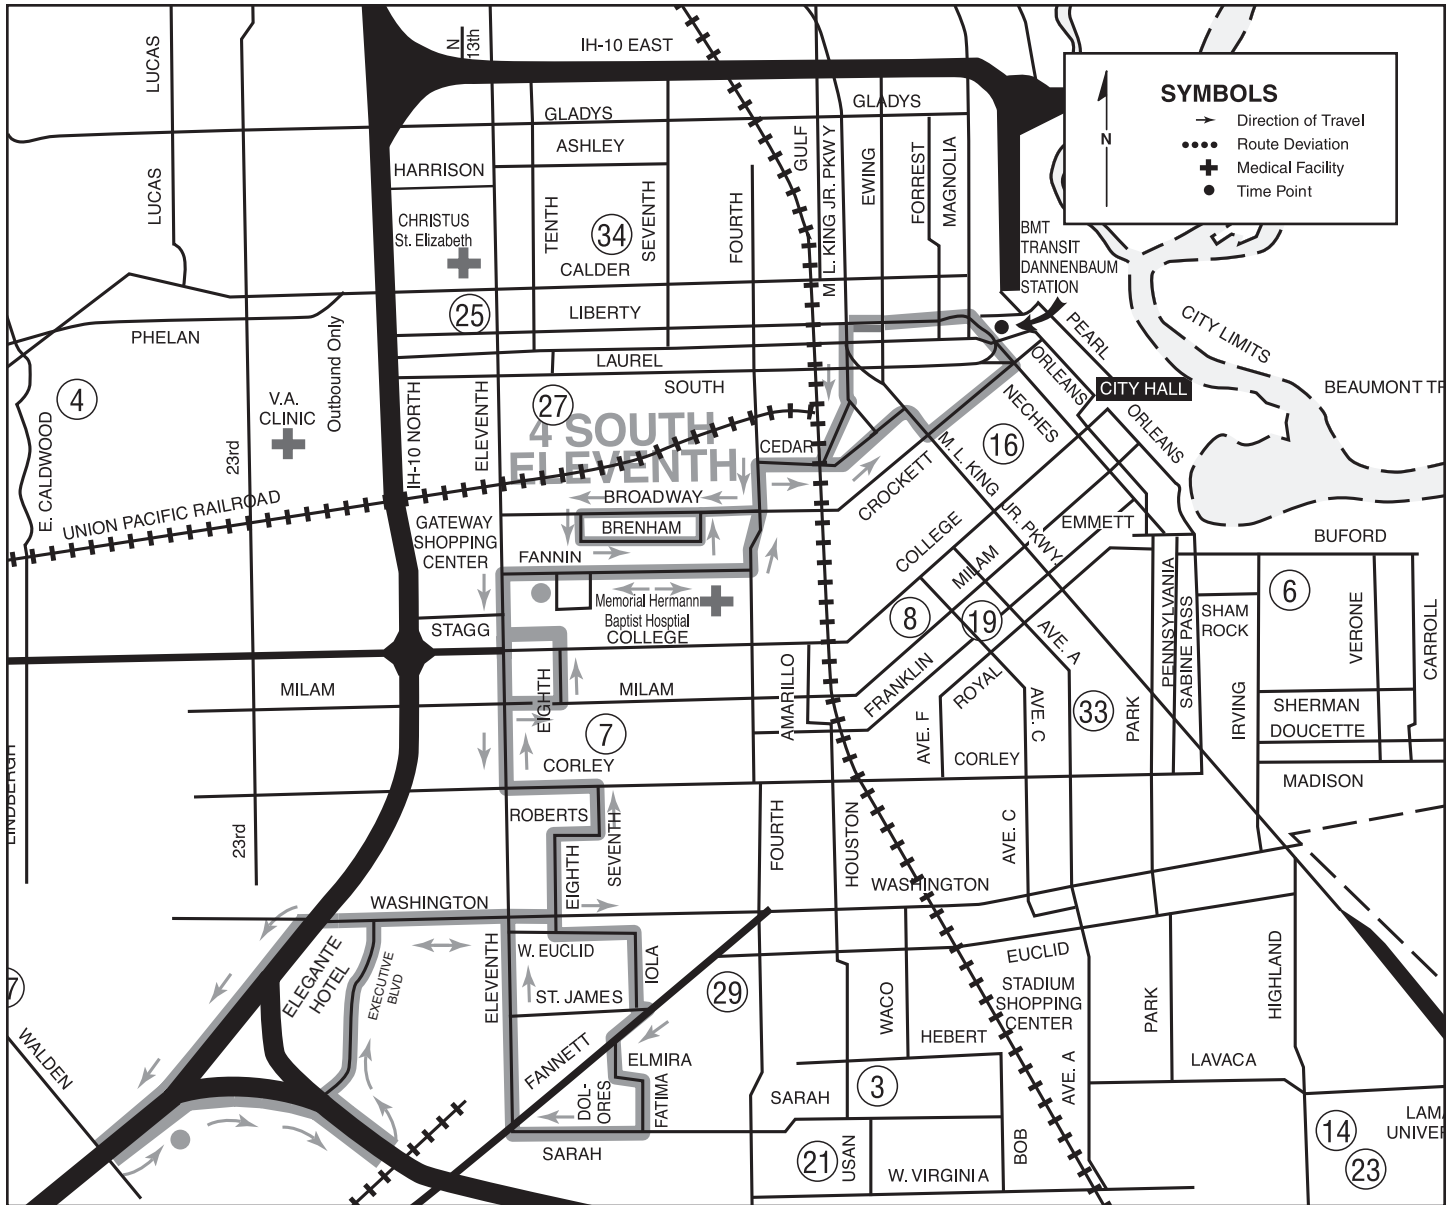 LUCAS
N 13th
IH-10 EAST
SYMBOLS
Direction of Travel
Route Deviation
Medical Facility
Time Point
N
GLADYS
GLADYS
ASHLEY
HARRISON
LUCAS
GULF
M. L. KING JR. PKWY
EWING
FORREST
MAGNOLIA
CHRISTUS
St. Elizabeth
TENTH
34
SEVENTH
FOURTH
CALDER
BMT
TRANSIT
DANNENBAUM
STATION
25
LIBERTY
PHELAN
Outbound Only
LAUREL
SOUTH
PEARL
CITY LIMITS
ORLEANS
CITY HALL
ORLEANS
BEAUMONT TR
4
V.A.
CLINIC
27
4 SOUTH
ELEVENTH
CEDAR
NECHES
16
E. CALDWOOD
23rd
IH-10 NORTH
ELEVENTH
UNION PACIFIC RAILROAD
BROADWAY
BRENHAM
CROCKETT
M. L. KING JR. PKWY.
GATEWAY
SHOPPING
CENTER
FANNIN
COLLEGE
MILAM
EMMETT
BUFORD
Memorial Hermann
Baptist Hosptial
COLLEGE
STAGG
8
19
AVE. A
PENNSYLVANIA
SABINE PASS
SHAM
ROCK
6
VERONE
CARROLL
MILAM
EIGHTH
MILAM
AMARILLO
FRANKLIN
ROYAL
AVE. F
AVE. C
33
PARK
IRVING
SHERMAN
DOUCETTE
7
CORLEY
CORLEY
MADISON
LINDBERGH
23rd
ROBERTS
SEVENTH
EIGHTH
FOURTH
HOUSTON
AVE. C
WASHINGTON
WASHINGTON
ELEGANTE
HOTEL
EXECUTIVE
BLVD
ELEVENTH
W. EUCLID
IOLA
ST. JAMES
EUCLID
29
WACO
STADIUM
SHOPPING
CENTER
HEBERT
PARK
HIGHLAND
7
WALDEN
FANNETT
ELMIRA
DOL-
ORES
FATIMA
SARAH
3
AVE. A
LAVACA
SARAH
21
USAN
W. VIRGINIA
BOB
14
23
LAMA
UNIVER